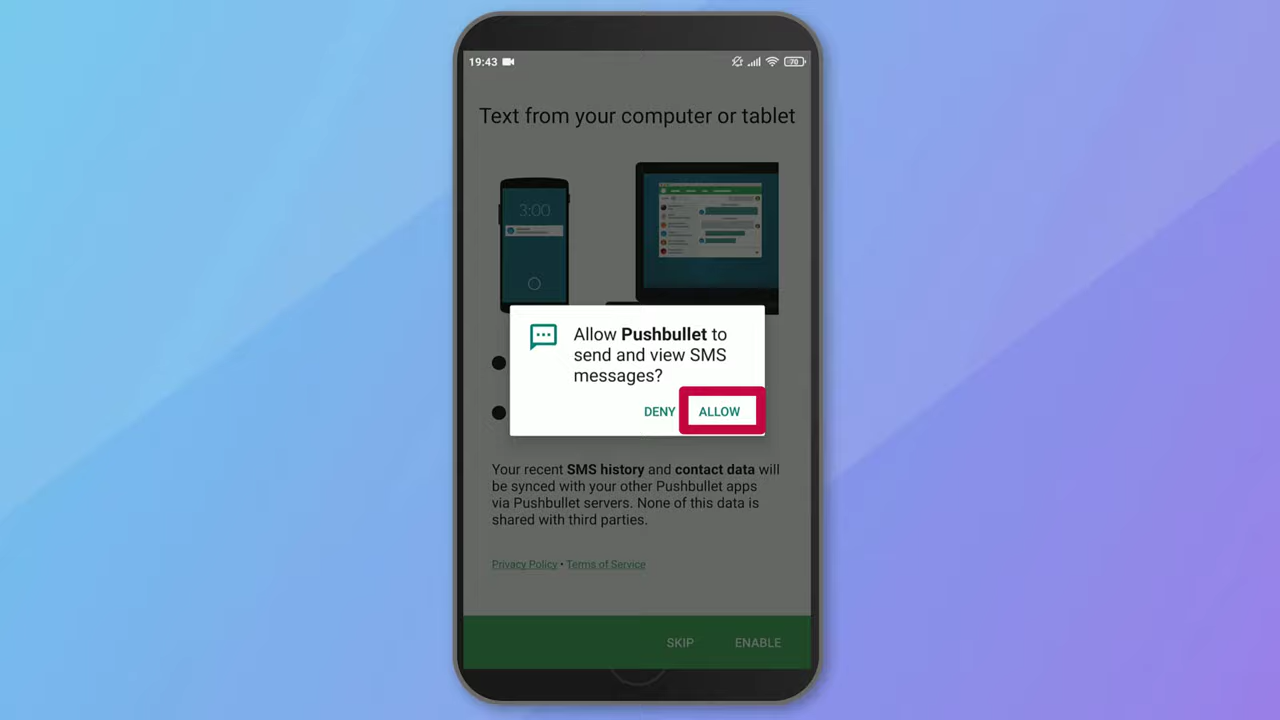 19:43
70
Text from your computer or tablet
3:00
Allow Pushbullet to
send and view SMS
messages?
DENY ALLOW
Your recent SMS history and contact data will
be synced with your other Pushbullet apps
via Pushbullet servers. None of this data is
shared with third parties.
Privacy Policy • Terms of Service
SKIP ENABLE